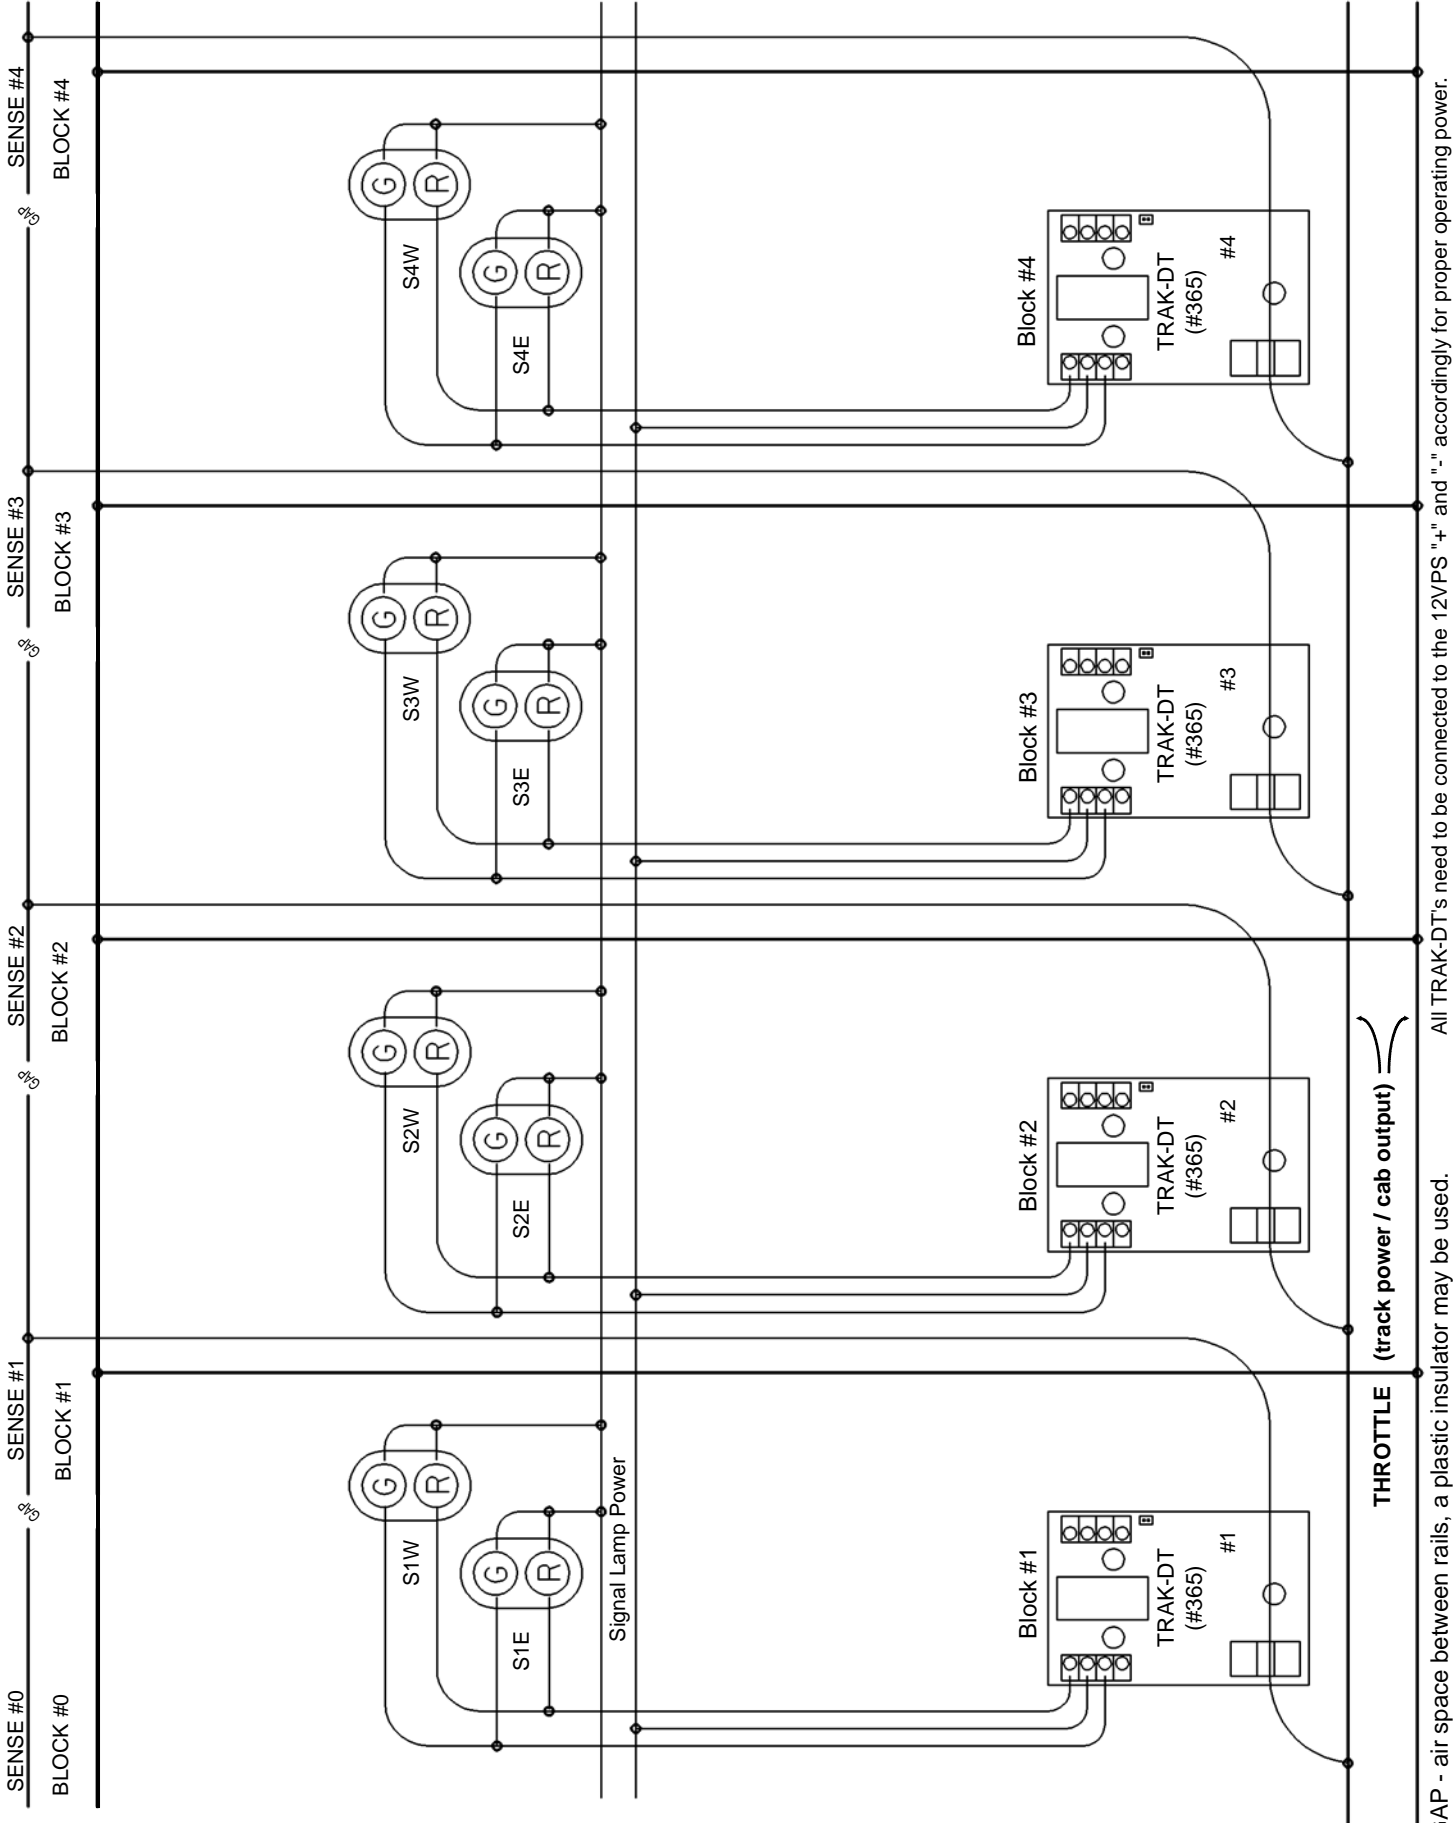 SENSE #0
SENSE #1
SENSE #2
SENSE #3
SENSE #4
GAP
GAP
GAP
GAP
BLOCK #0
BLOCK #1
BLOCK #2
BLOCK #3
BLOCK #4
G
R
S1W
G
R
S1E
G
R
S2W
G
R
S2E
G
R
S3W
G
R
S3E
G
R
S4W
G
R
S4E
Signal Lamp Power
Block #1
TRAK-DT
(#365)
#1
Block #2
TRAK-DT
(#365)
#2
Block #3
TRAK-DT
(#365)
#3
Block #4
TRAK-DT
(#365)
#4
THROTTLE (track power / cab output)
GAP - air space between rails, a plastic insulator may be used.
All TRAK-DT's need to be connected to the 12VPS "+" and "-" accordingly for proper operating power.